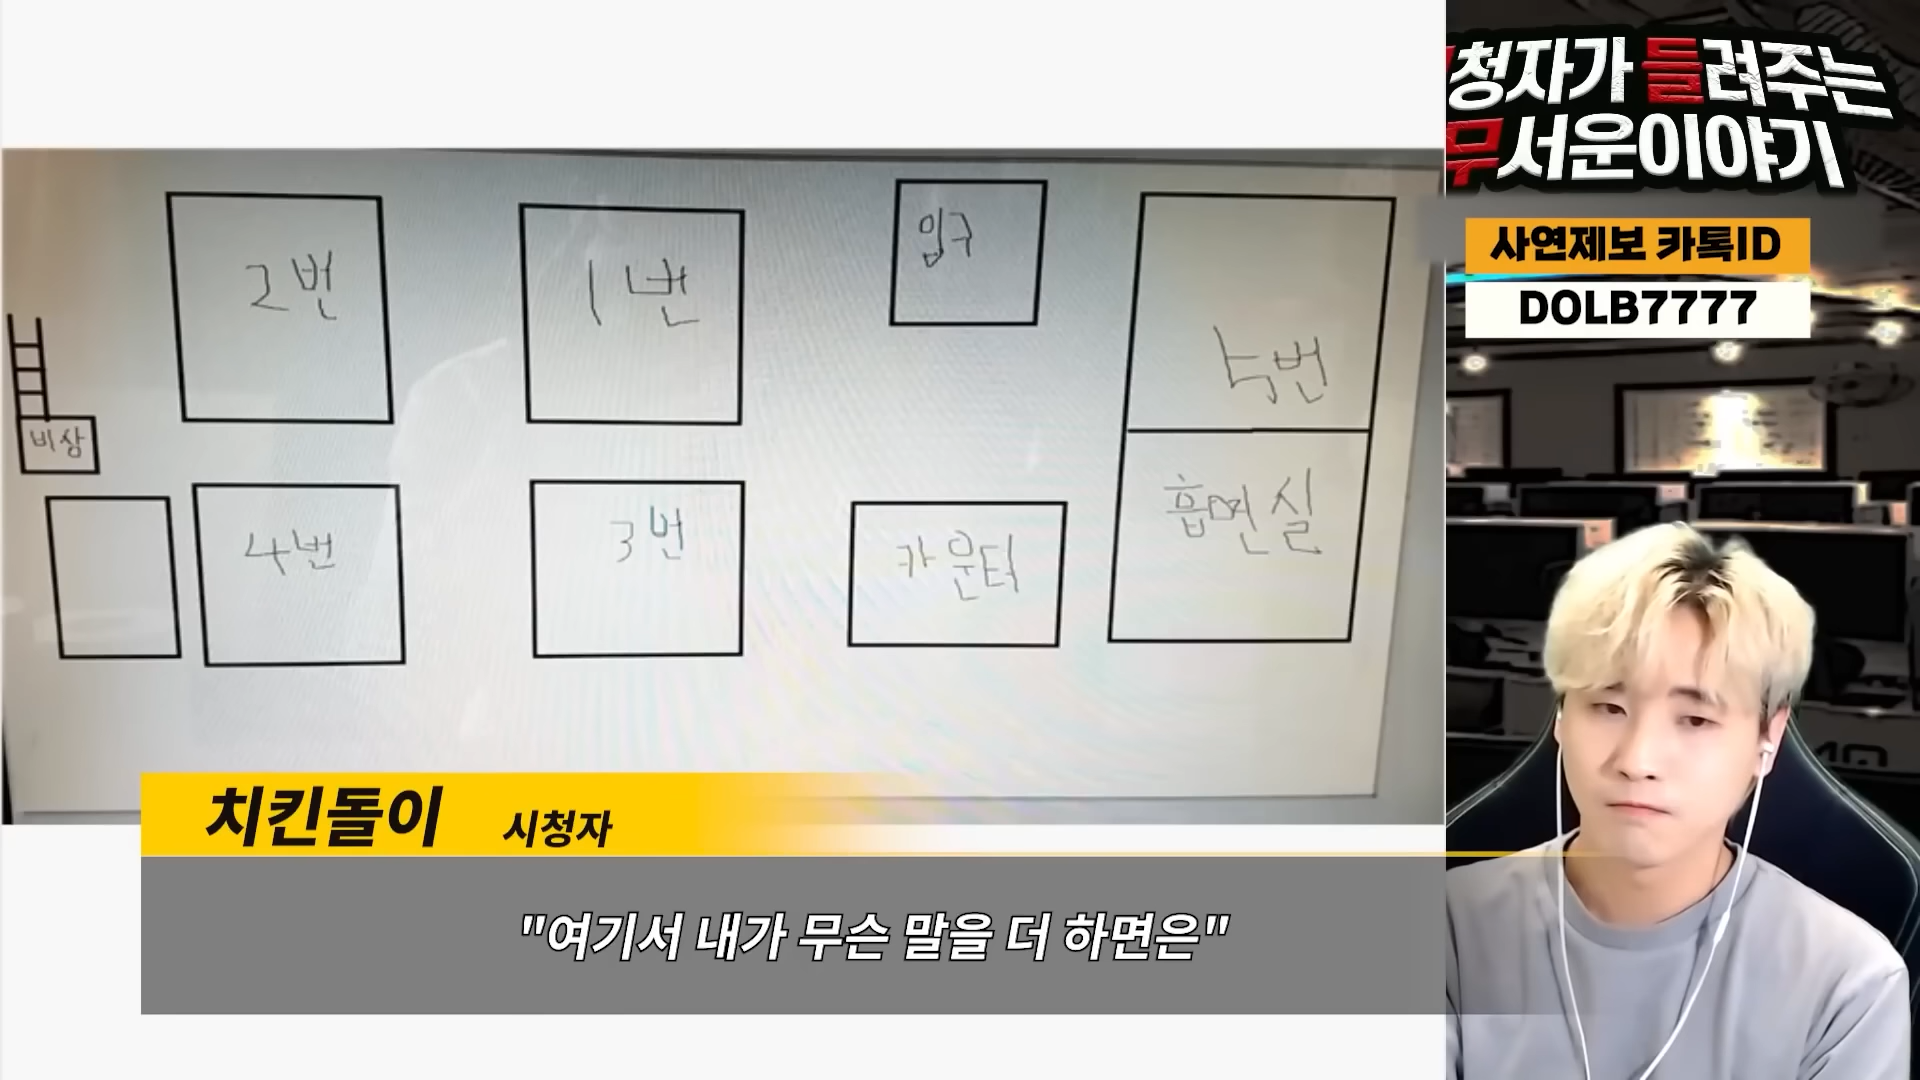 청자가 들려주는
무서운이야기
사연제보 카톡ID
DOLB7777
2번
1번
입구
5번
비상
4번
3번
카운터
흡연실
치킨돌이 시청자
"여기서 내가 무슨 말을 더 하면은"